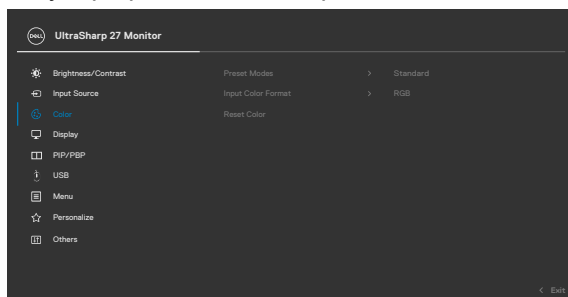 DELL UltraSharp 27 Monitor
Brightness/Contrast Preset Modes > Standard
Input Source Input Color Format > RGB
Color Reset Color
Display
PIP/PBP
USB
Menu
Personalize
Others
< Exit